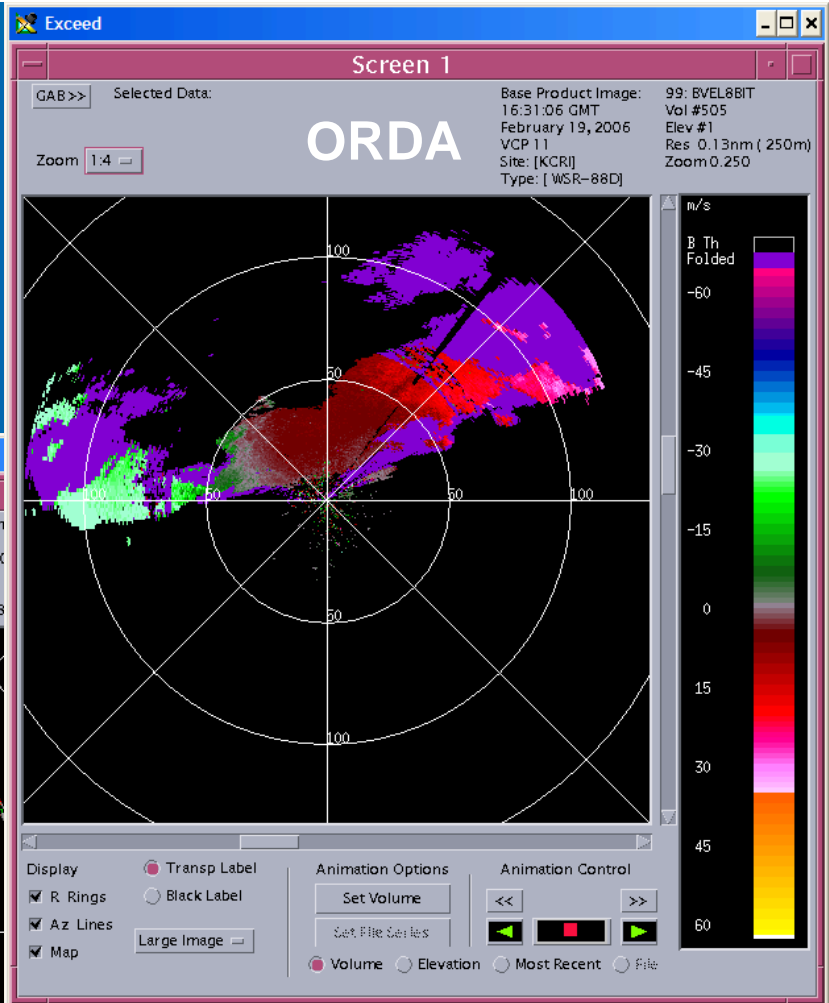 Exceed
Screen 1
GAB>>
Selected Data:
ORDA
Base Product Image:
16:31:06 GMT
February 19, 2006
VCP 11
Site: [KCRI]
Type: [ WSR-88D]
99: BVEL8BIT
Vol #505
Elev #1
Res 0.13nm ( 250m)
Zoom 0.250
Zoom 1:4
100
50
100
50
50
100
50
100
m/s
B Th
Folded
-60
-45
-30
-15
0
15
30
45
60
Display
R Rings
Az Lines
Map
Transp Label
Black Label
Large Image
Animation Options
Set Volume
Set File Series
Animation Control
<<
>>
Volume
Elevation
Most Recent
File